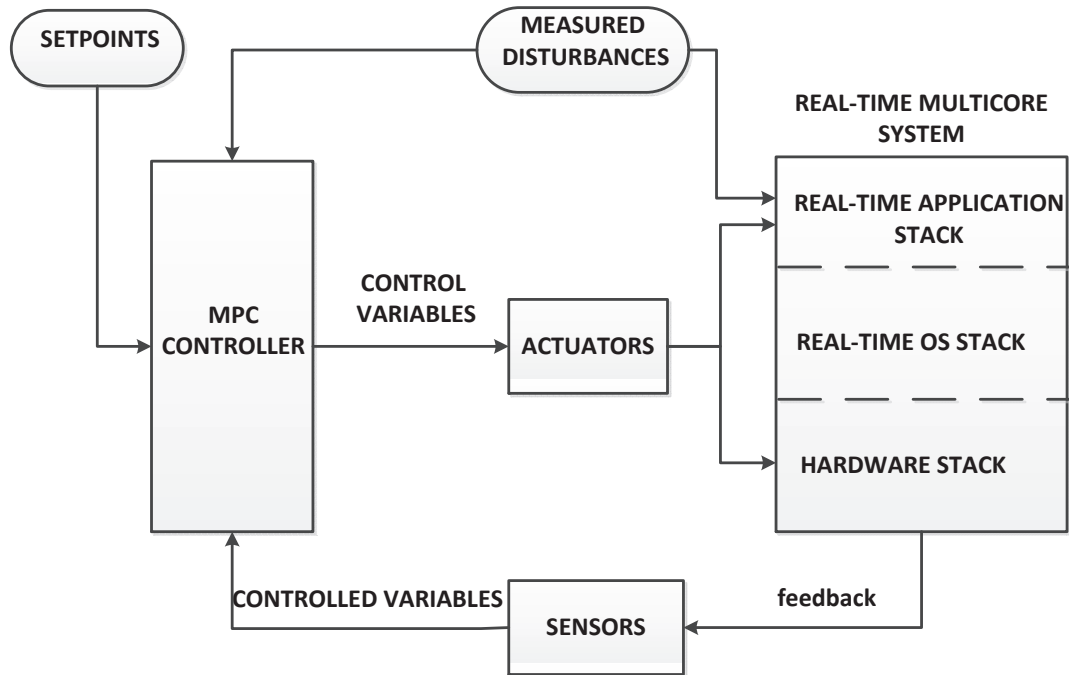 SETPOINTS
MEASURED
DISTURBANCES
REAL-TIME MULTICORE
SYSTEM
REAL-TIME APPLICATION
STACK
CONTROL
VARIABLES
MPC
CONTROLLER
ACTUATORS
REAL-TIME OS STACK
HARDWARE STACK
CONTROLLED VARIABLES
feedback
SENSORS